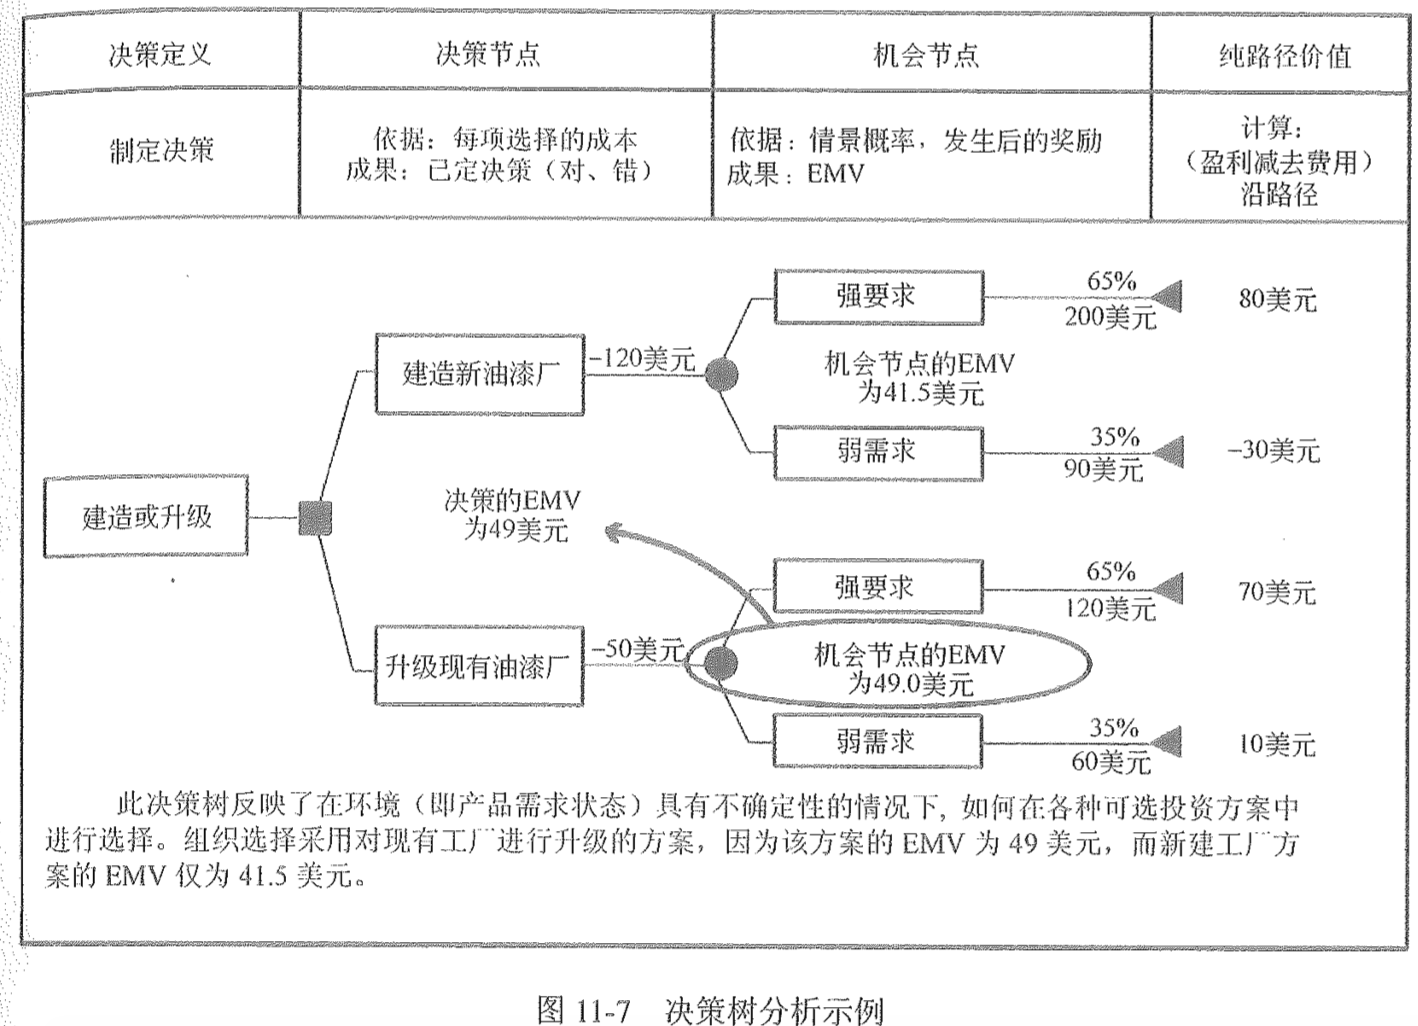 决策定义
决策节点
机会节点
纯路径价值
制定决策
依据：每项选择的成本
成果：已定决策（对、错）
依据：情景概率，发生后的奖励
成果：EMV
计算：
（盈利减去费用）
沿路径
强要求
65%
200美元
80美元
建造新油漆厂
-120美元
机会节点的EMV
为41.5美元
弱需求
35%
90美元
-30美元
建造或升级
决策的EMV
为49美元
强要求
65%
120美元
70美元
升级现有油漆厂
-50美元
机会节点的EMV
为49.0美元
弱需求
35%
60美元
10美元
此决策树反映了在环境（即产品需求状态）具有不确定性的情况下，如何在各种可选投资方案中
进行选择。组织选择采用对现有工厂进行升级的方案，因为该方案的 EMV 为 49 美元，而新建工厂方
案的 EMV 仅为 41.5 美元。
图 11-7 决策树分析示例